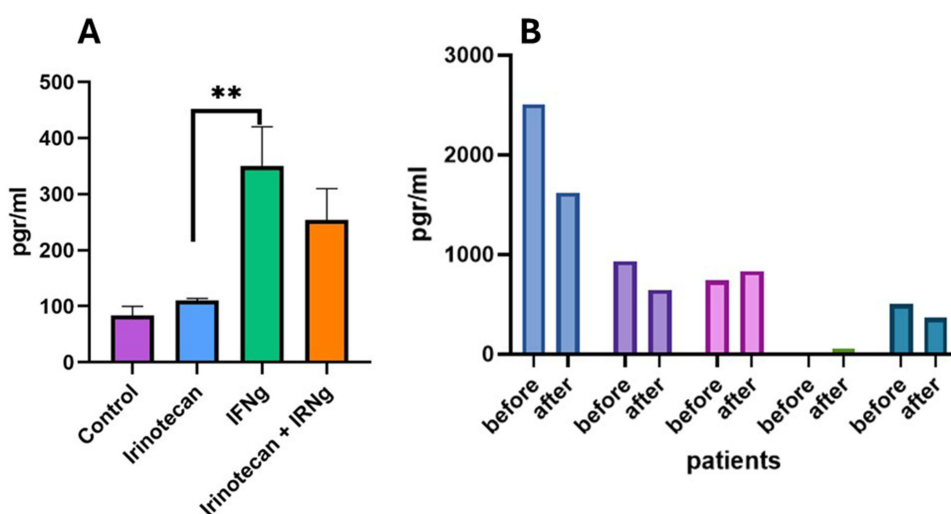 A
500
400
300
200
100
0
pgr/ml
**
Control
Irinotecan
IFNg
Irinotecan + IRNg
B
3000
2000
1000
0
pgr/ml
before
after
before
after
before
after
before
after
before
after
patients